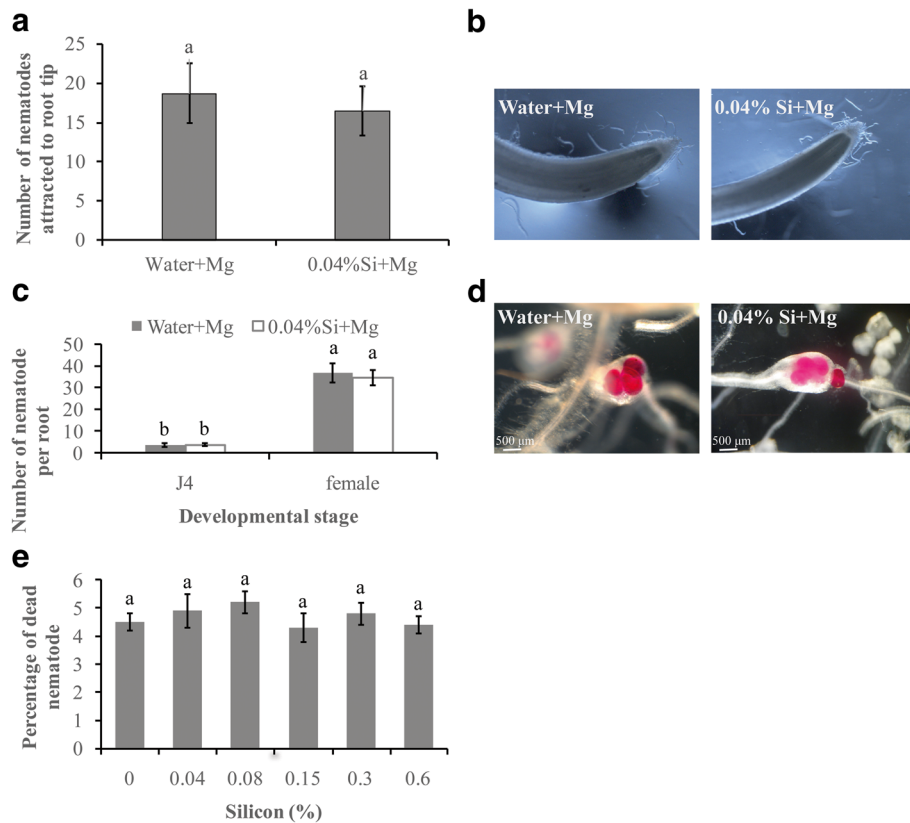 a
Number of nematodes
attracted to root tip
25
20
15
10
5
0
a
a
Water+Mg
0.04%Si+Mg
b
Water+Mg
0.04% Si+Mg
c
Water+Mg
0.04%Si+Mg
Number of nematode
per root
50
40
30
20
10
0
b
b
a
a
J4
female
Developmental stage
d
Water+Mg
500 µm
0.04% Si+Mg
500 µm
e
Percentage of dead
nematode
6
5
4
3
2
1
0
a
a
a
a
a
a
0
0.04
0.08
0.15
0.3
0.6
Silicon (%)